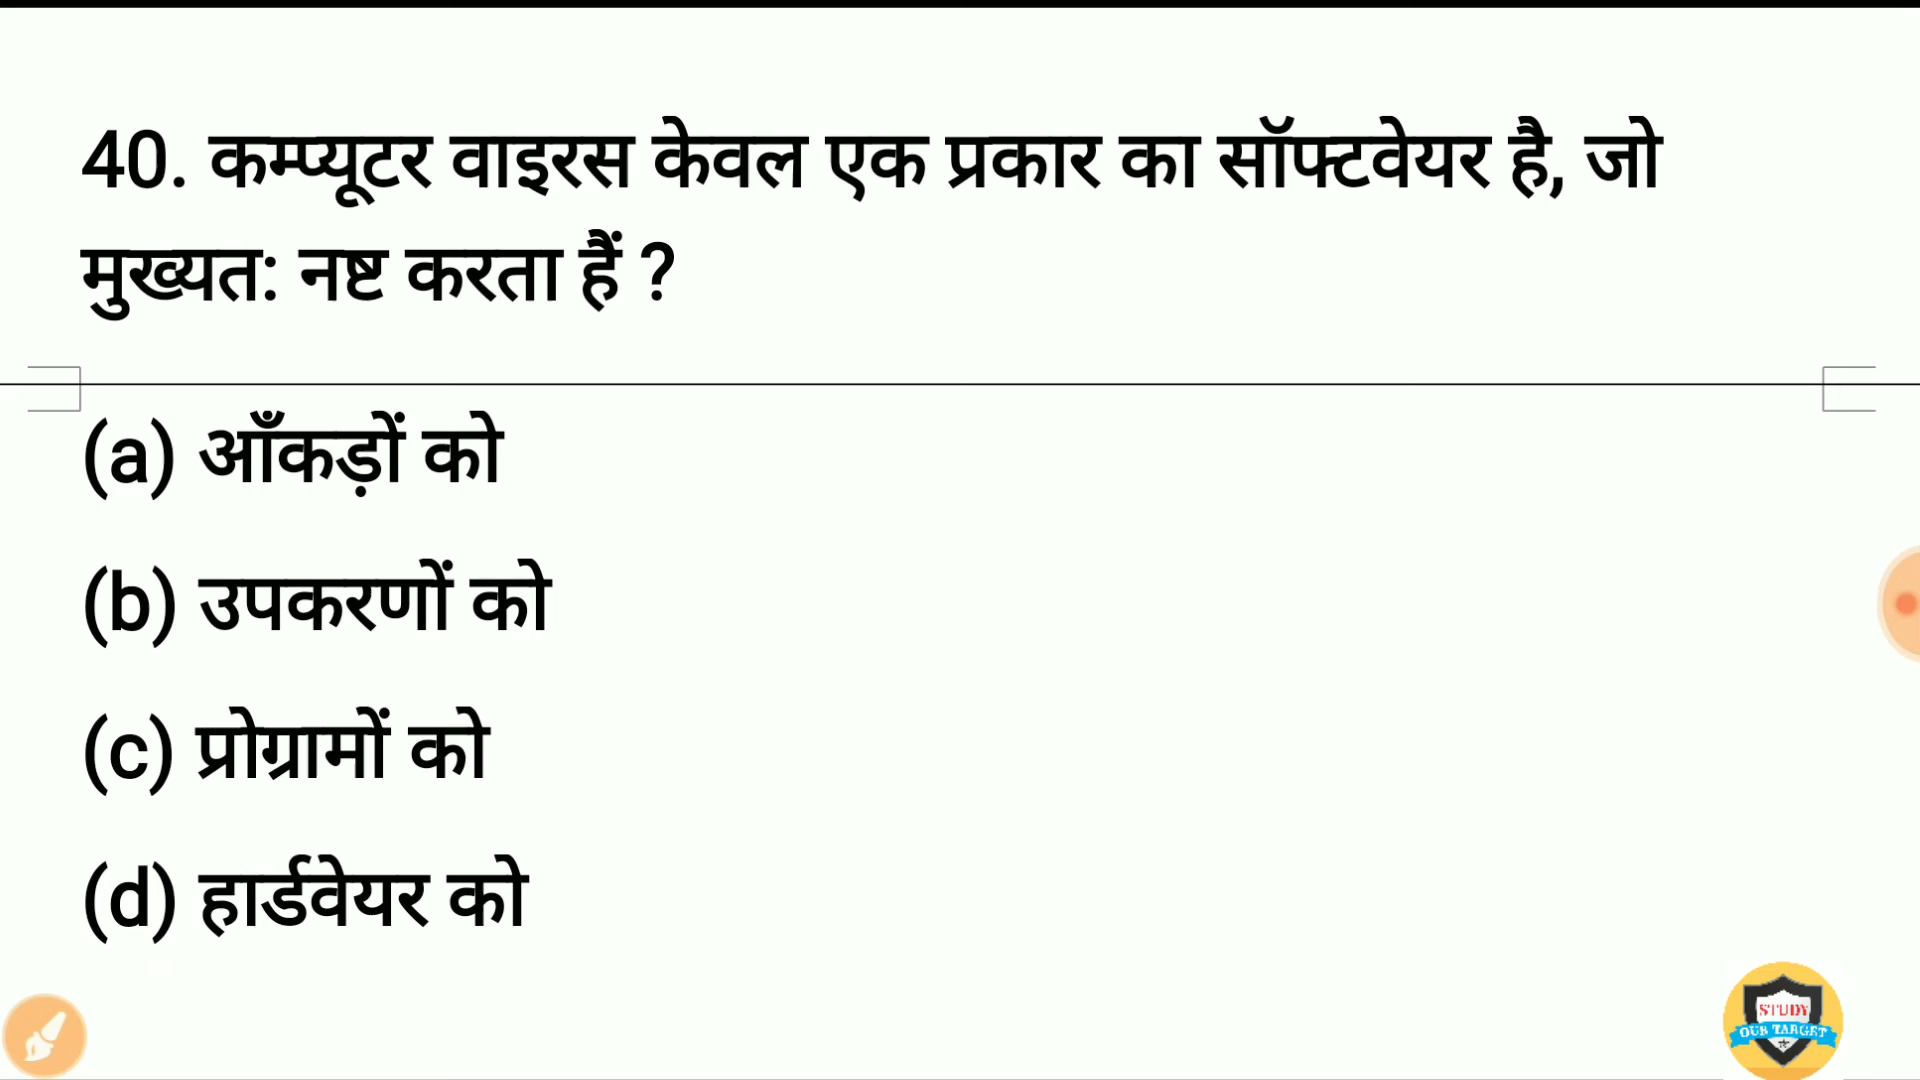 40. कम्प्यूटर वाइरस केवल एक प्रकार का सॉफ्टवेयर है, जो
मुख्यत: नष्ट करता हैं ?
(a) आँकड़ों को
(b) उपकरणों को
(c) प्रोग्रामों को
(d) हार्डवेयर को
STUDY
OUR TARGET